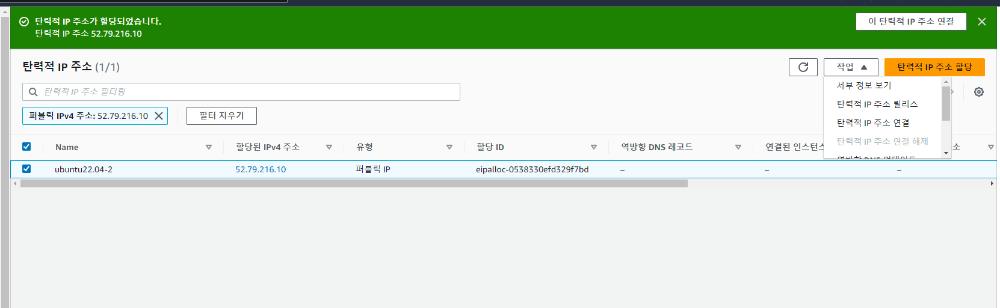 탄력적 IP 주소가 할당되었습니다.
탄력적 IP 주소 52.79.216.10
이 탄력적 IP 주소 연결
탄력적 IP 주소 (1/1)
작업
탄력적 IP 주소 할당
탄력적 IP 주소 필터링
세부 정보 보기
탄력적 IP 주소 릴리스
탄력적 IP 주소 연결
탄력적 IP 주소 연결 해제
퍼블릭 IPv4 주소: 52.79.216.10
필터 지우기
Name 할당된 IPv4 주소 유형 할당 ID 역방향 DNS 레코드 연결된 인스턴스
ubuntu22.04-2 52.79.216.10 퍼블릭 IP eipalloc-0538330efd329f7bd – – –